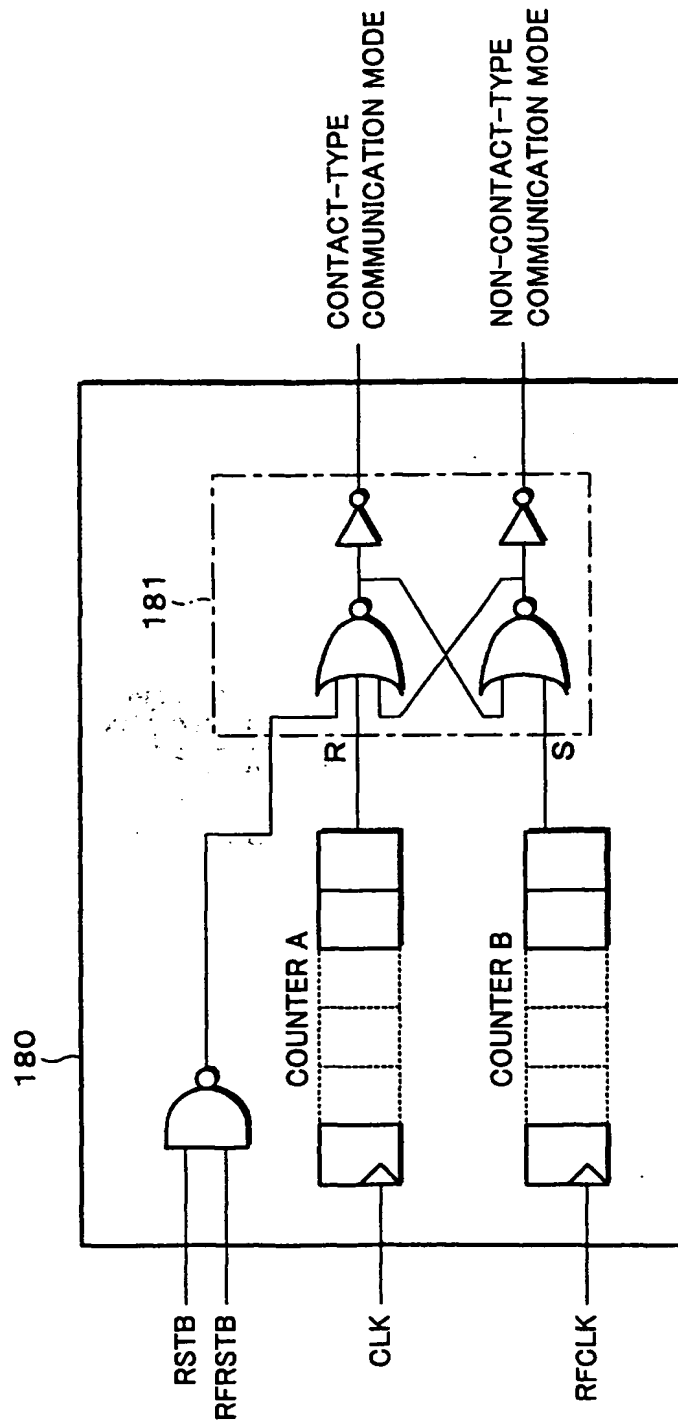 180
RSTB
RFRSTB
CLK
RFCLK
COUNTER A
COUNTER B
181
R
S
CONTACT-TYPE
COMMUNICATION MODE
NON-CONTACT-TYPE
COMMUNICATION MODE